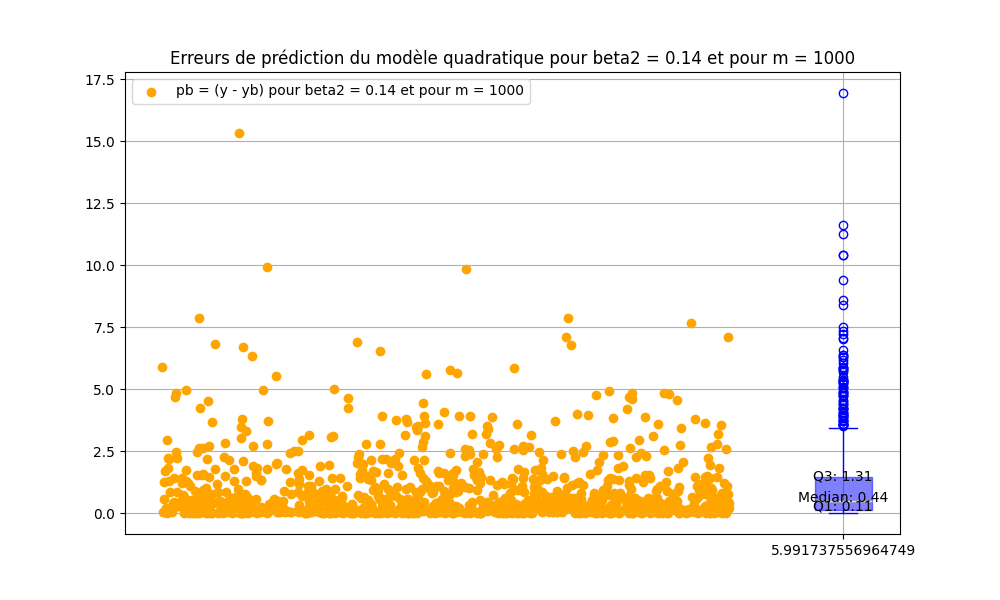 Erreurs de prédiction du modèle quadratique pour beta2 = 0.14 et pour m = 1000
pb = (y - yb) pour beta2 = 0.14 et pour m = 1000
17.5
15.0
12.5
10.0
7.5
5.0
2.5
0.0
Q3: 1.31
Median: 0.44
Q1: 0.11
5.991737556964749